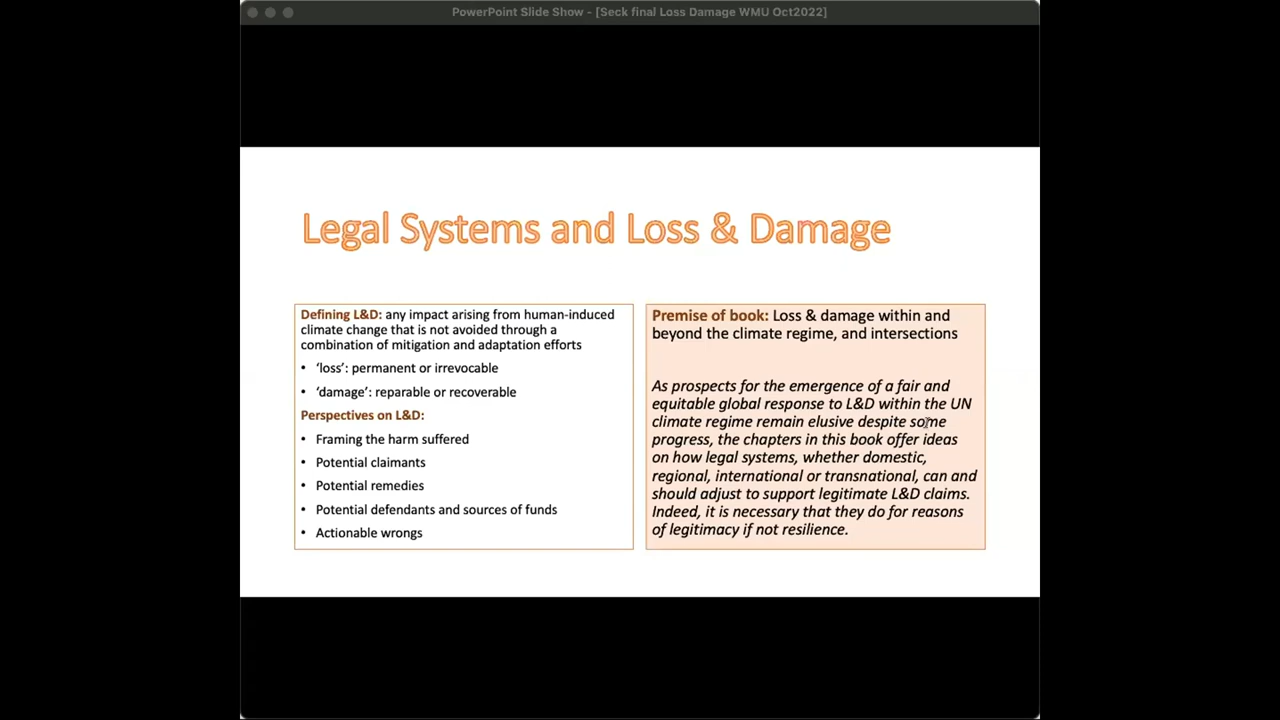 PowerPoint Slide Show - [Seck final Loss Damage WMU Oct2022]
Legal Systems and Loss & Damage
Defining L&D: any impact arising from human-induced
climate change that is not avoided through a
combination of mitigation and adaptation efforts
• ‘loss’: permanent or irrevocable
• ‘damage’: reparable or recoverable
Perspectives on L&D:
• Framing the harm suffered
• Potential claimants
• Potential remedies
• Potential defendants and sources of funds
• Actionable wrongs
Premise of book: Loss & damage within and
beyond the climate regime, and intersections
As prospects for the emergence of a fair and
equitable global response to L&D within the UN
climate regime remain elusive despite some
progress, the chapters in this book offer ideas
on how legal systems, whether domestic,
regional, international or transnational, can and
should adjust to support legitimate L&D claims.
Indeed, it is necessary that they do for reasons
of legitimacy if not resilience.